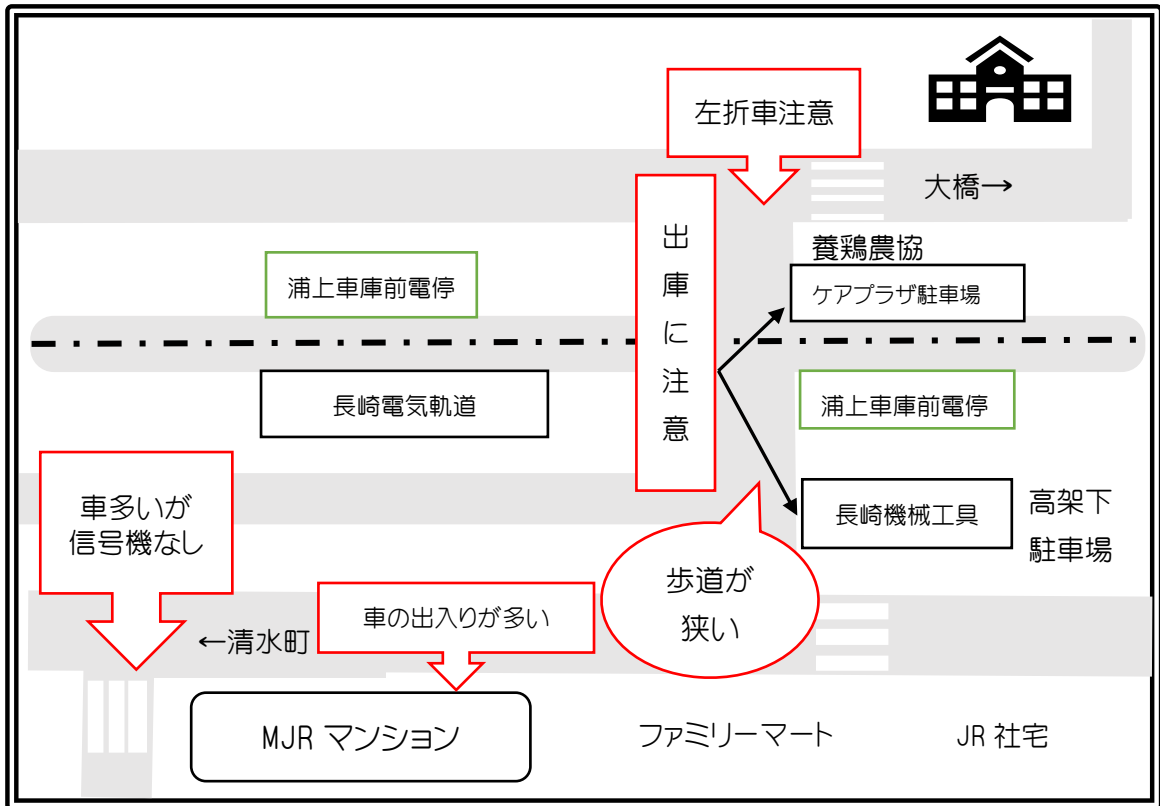 左折車注意
大橋→
出庫に注意
養鶏農協
ケアプラザ駐車場
浦上車庫前電停
長崎電気軌道
浦上車庫前電停
車多いが
信号機なし
長崎機械工具
高架下
駐車場
歩道が
狭い
車の出入りが多い
←清水町
MJR マンション
ファミリーマート
JR 社宅